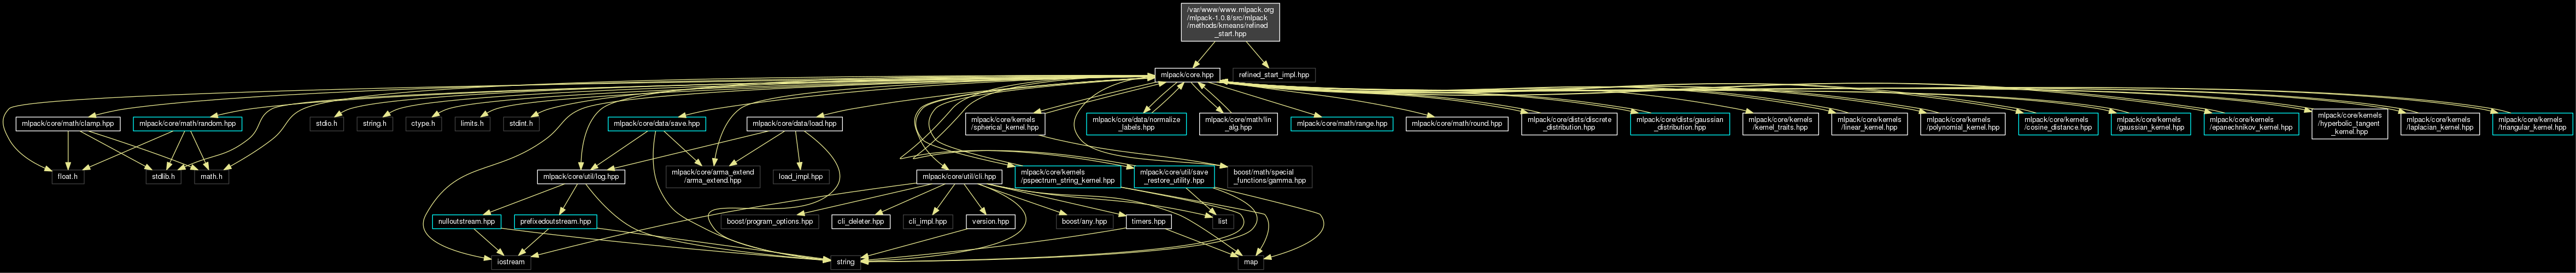 /var/www/www.mlpack.org
/mlpack-1.0.8/src/mlpack
/methods/kmeans/refined
_start.hpp
mlpack/core.hpp
refined_start_impl.hpp
mlpack/core/math/clamp.hpp
mlpack/core/math/random.hpp
stdio.h
string.h
ctype.h
limits.h
stdint.h
mlpack/core/data/save.hpp
mlpack/core/data/load.hpp
mlpack/core/kernels
/spherical_kernel.hpp
mlpack/core/data/normalize
_labels.hpp
mlpack/core/math/lin
_alg.hpp
mlpack/core/math/range.hpp
mlpack/core/math/round.hpp
mlpack/core/dists/discrete
_distribution.hpp
mlpack/core/dists/gaussian
_distribution.hpp
mlpack/core/kernels
/kernel_traits.hpp
mlpack/core/kernels
/linear_kernel.hpp
mlpack/core/kernels
/polynomial_kernel.hpp
mlpack/core/kernels
/cosine_distance.hpp
mlpack/core/kernels
/gaussian_kernel.hpp
mlpack/core/kernels
/epanechnikov_kernel.hpp
mlpack/core/kernels
/hyperbolic_tangent
_kernel.hpp
mlpack/core/kernels
/laplacian_kernel.hpp
mlpack/core/kernels
/triangular_kernel.hpp
float.h
stdlib.h
math.h
mlpack/core/util/log.hpp
mlpack/core/arma_extend
/arma_extend.hpp
load_impl.hpp
mlpack/core/util/cli.hpp
mlpack/core/kernels
/pspectrum_string_kernel.hpp
mlpack/core/util/save
_restore_utility.hpp
boost/math/special
_functions/gamma.hpp
nulloutstream.hpp
prefixedoutstream.hpp
boost/program_options.hpp
cli_deleter.hpp
cli_impl.hpp
version.hpp
boost/any.hpp
timers.hpp
list
iostream
string
map